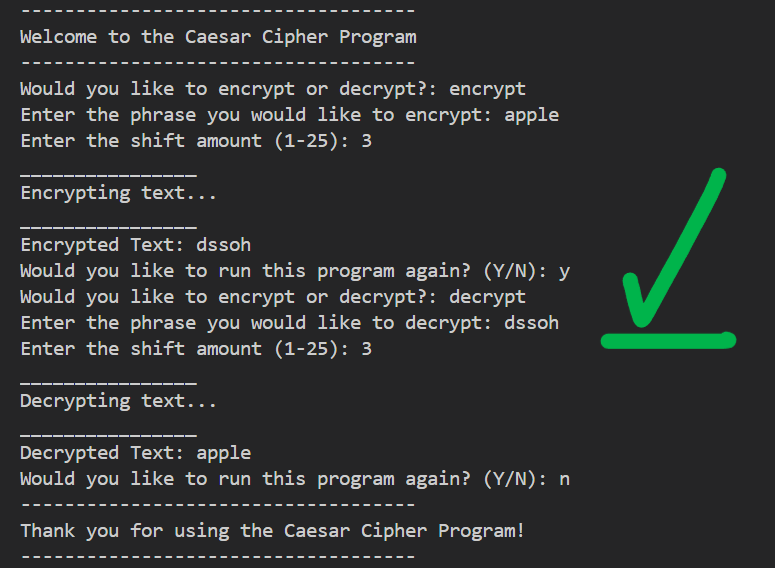 ------------------------------------
Welcome to the Caesar Cipher Program
------------------------------------
Would you like to encrypt or decrypt?: encrypt
Enter the phrase you would like to encrypt: apple
Enter the shift amount (1-25): 3
________________
Encrypting text...
________________
Encrypted Text: dssoh
Would you like to run this program again? (Y/N): y
Would you like to encrypt or decrypt?: decrypt
Enter the phrase you would like to decrypt: dssoh
Enter the shift amount (1-25): 3
________________
Decrypting text...
________________
Decrypted Text: apple
Would you like to run this program again? (Y/N): n
------------------------------------
Thank you for using the Caesar Cipher Program!
------------------------------------